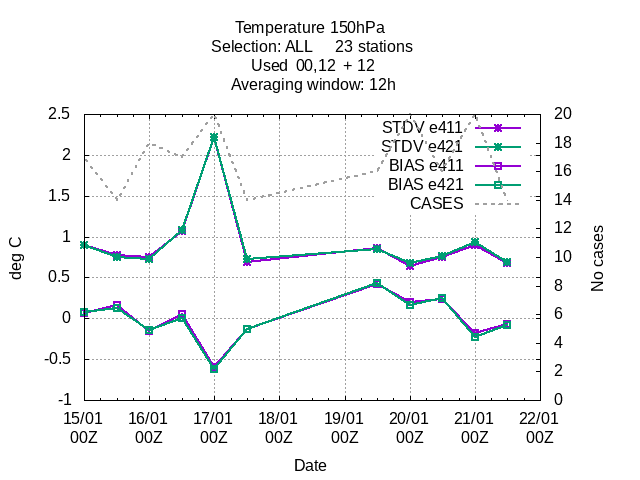 Temperature 150hPa
Selection: ALL 23 stations
Used 00,12 + 12
Averaging window: 12h
2.5
2
1.5
1
0.5
0
-0.5
-1
deg C
20
18
16
14
12
10
8
6
4
2
0
No cases
STDV e411
STDV e421
BIAS e411
BIAS e421
CASES
15/01 16/01 17/01 18/01 19/01 20/01 21/01 22/01
00Z 00Z 00Z 00Z 00Z 00Z 00Z 00Z
Date